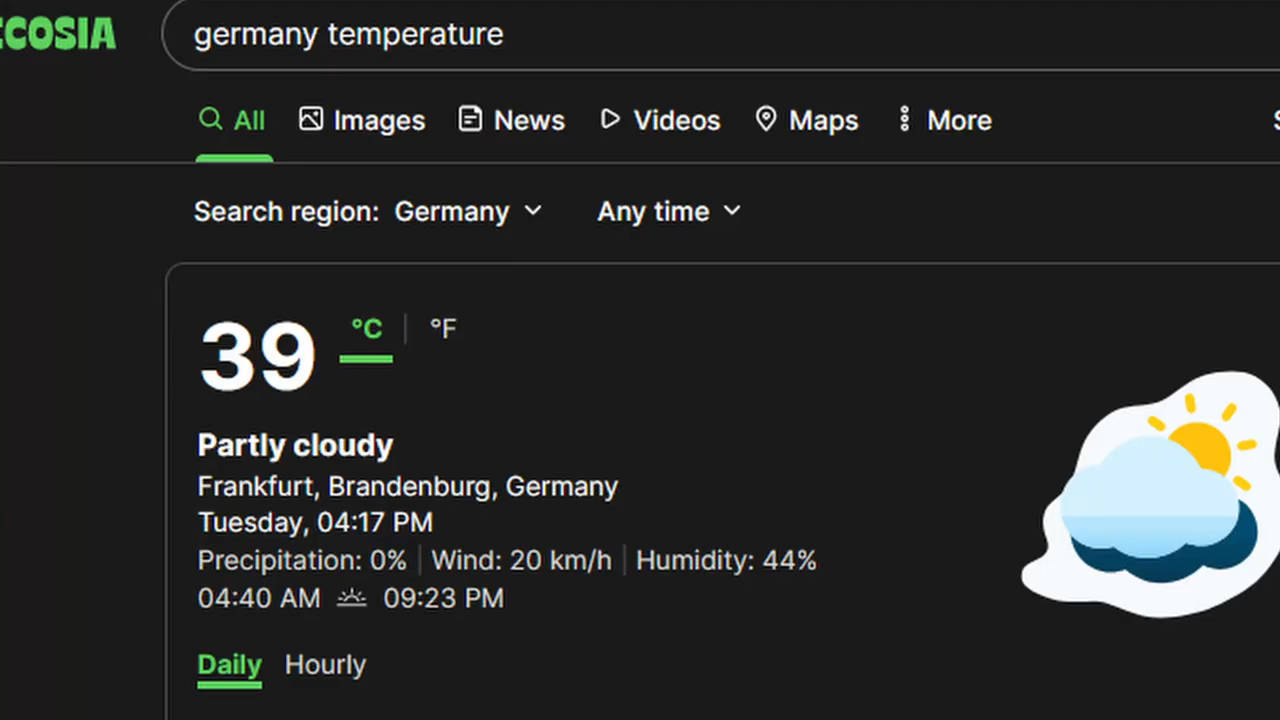 ECOSIA
germany temperature
All Images News Videos Maps More
Search region: Germany Any time
39 °C °F
Partly cloudy
Frankfurt, Brandenburg, Germany
Tuesday, 04:17 PM
Precipitation: 0% Wind: 20 km/h Humidity: 44%
04:40 AM 09:23 PM
Daily Hourly